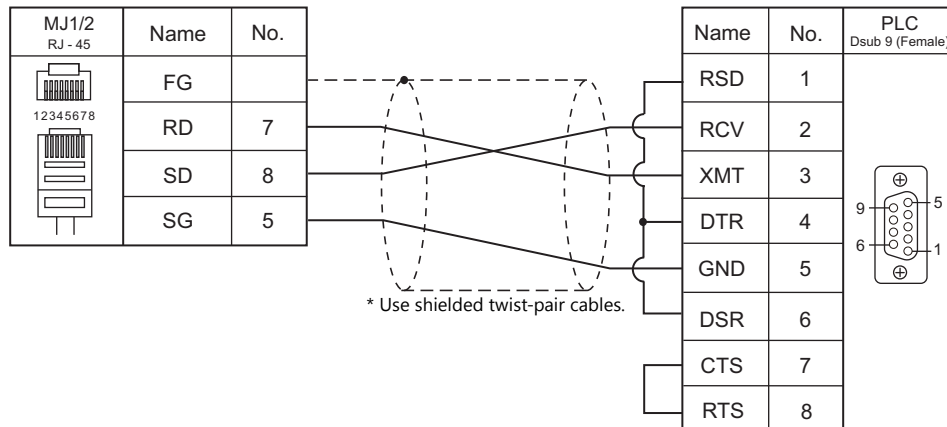 MJ1/2
RJ - 45
Name
No.
12345678
FG
RD 7
SD 8
SG 5
* Use shielded twist-pair cables.
Name
No.
PLC
Dsub 9 (Female)
RSD 1
RCV 2
XMT 3
DTR 4
GND 5
DSR 6
CTS 7
RTS 8
9
5
6
1